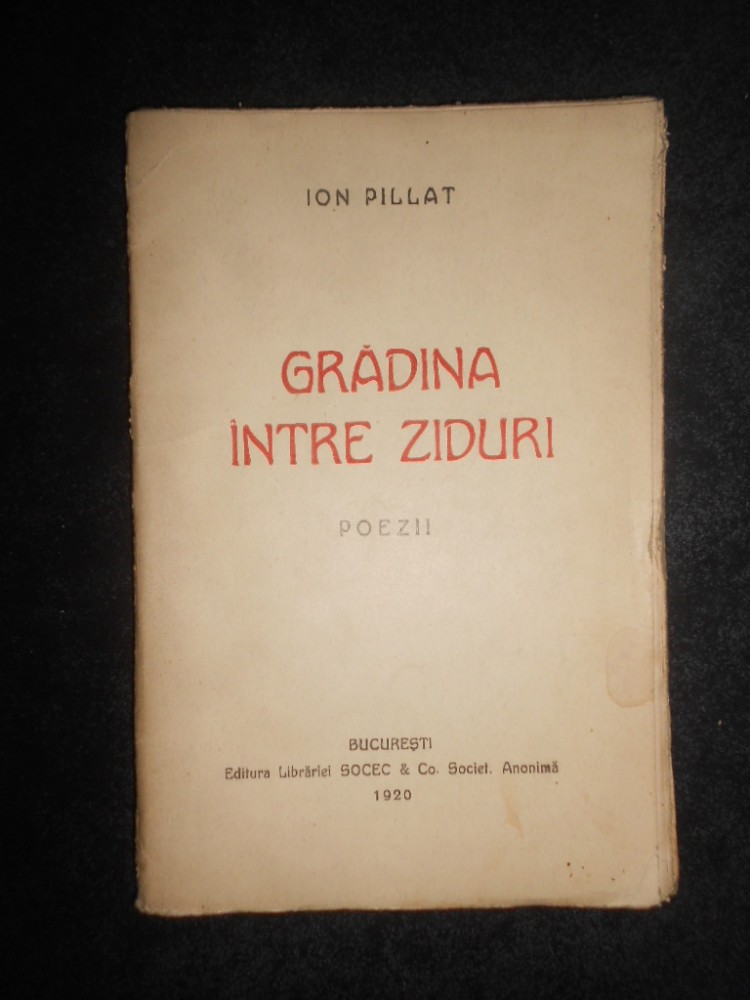 ION PILLAT
GRĂDINA
ÎNTRE ZIDURI
POEZII
BUCUREȘTI
Editura Librăriei SOCEC & Co. Societ. Anonimă
1920